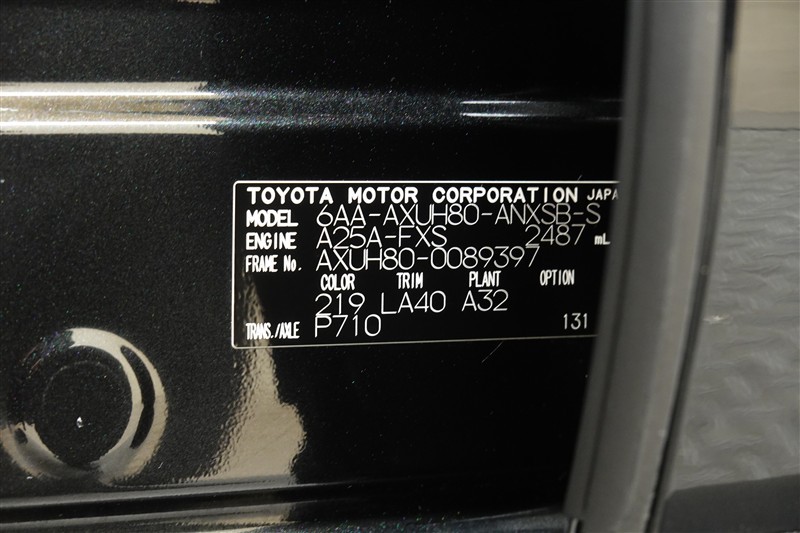 TOYOTA MOTOR CORPORATION JAPA
MODEL 6AA-AXUH80-ANXSB-S
ENGINE A25A-FXS 2487 mL
FRAME No. AXUH80-0089397
COLOR TRIM PLANT OPTION
219 LA40 A32
TRANS./AXLE P710 131